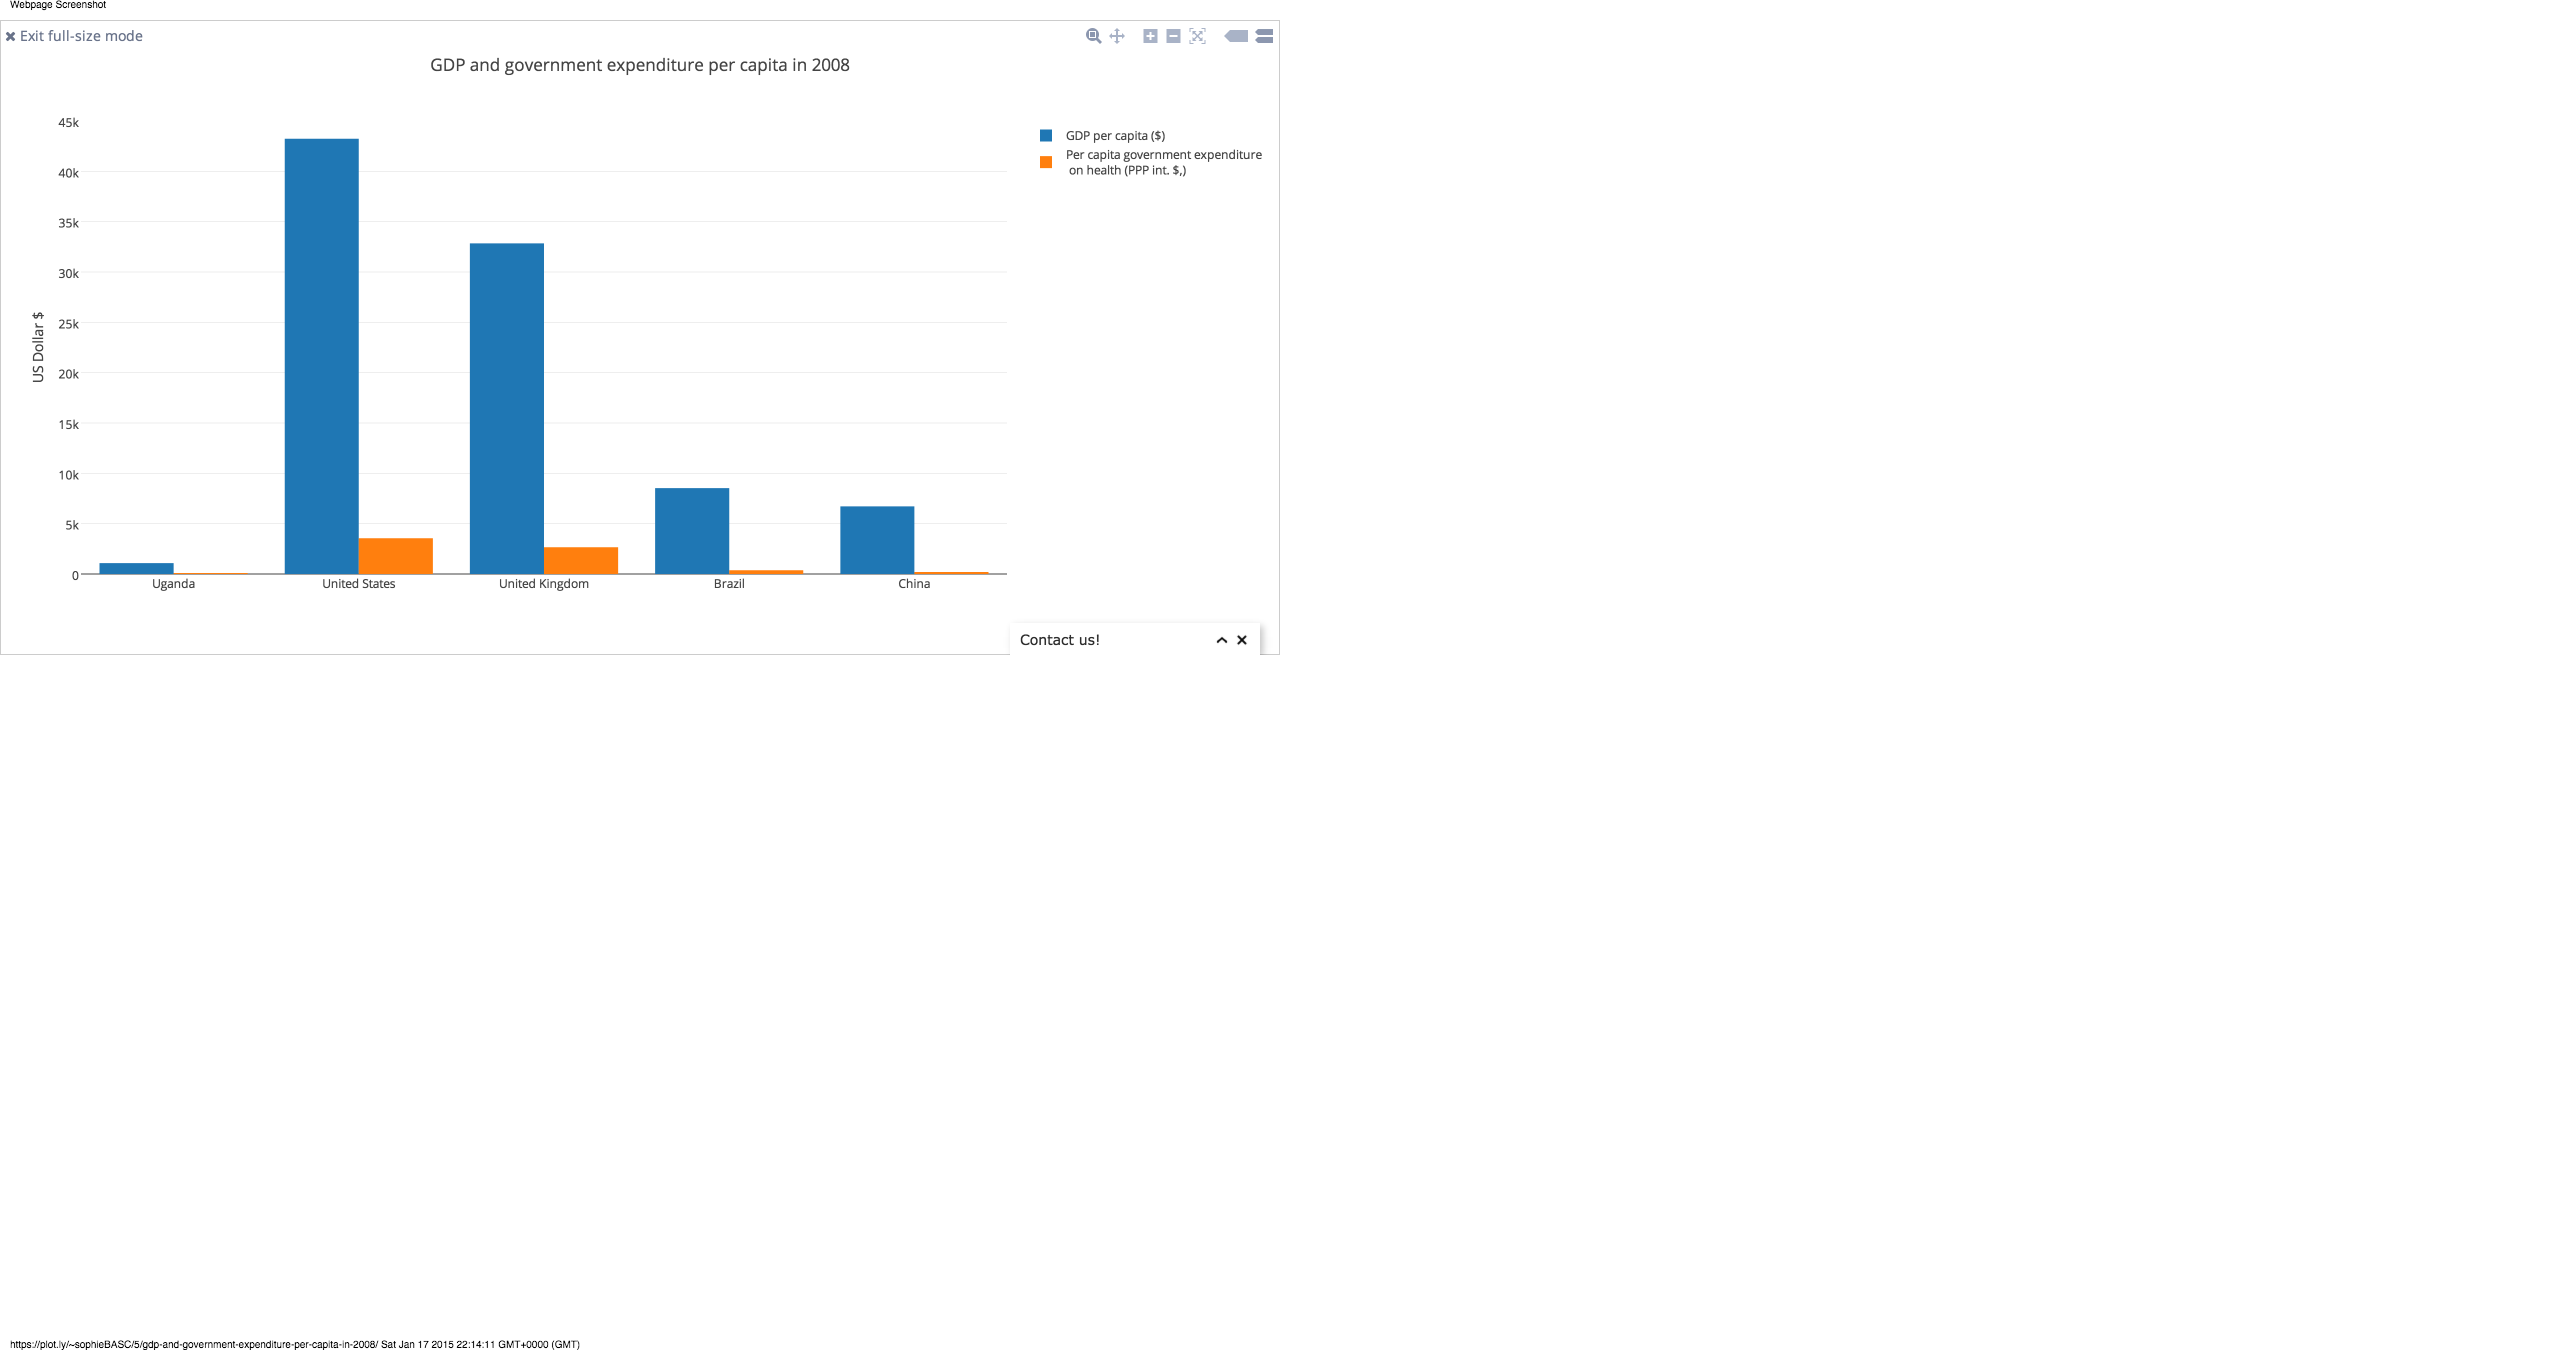 Webpage Screenshot
Exit full-size mode
GDP and government expenditure per capita in 2008
45k
40k
35k
30k
25k
20k
15k
10k
5k
0
US Dollar $
Uganda
United States
United Kingdom
Brazil
China
GDP per capita ($)
Per capita government expenditure
on health (PPP int. $,)
Contact us!
https://plot.ly/~sophieBASC/5/gdp-and-government-expenditure-per-capita-in-2008/ Sat Jan 17 2015 22:14:11 GMT+0000 (GMT)